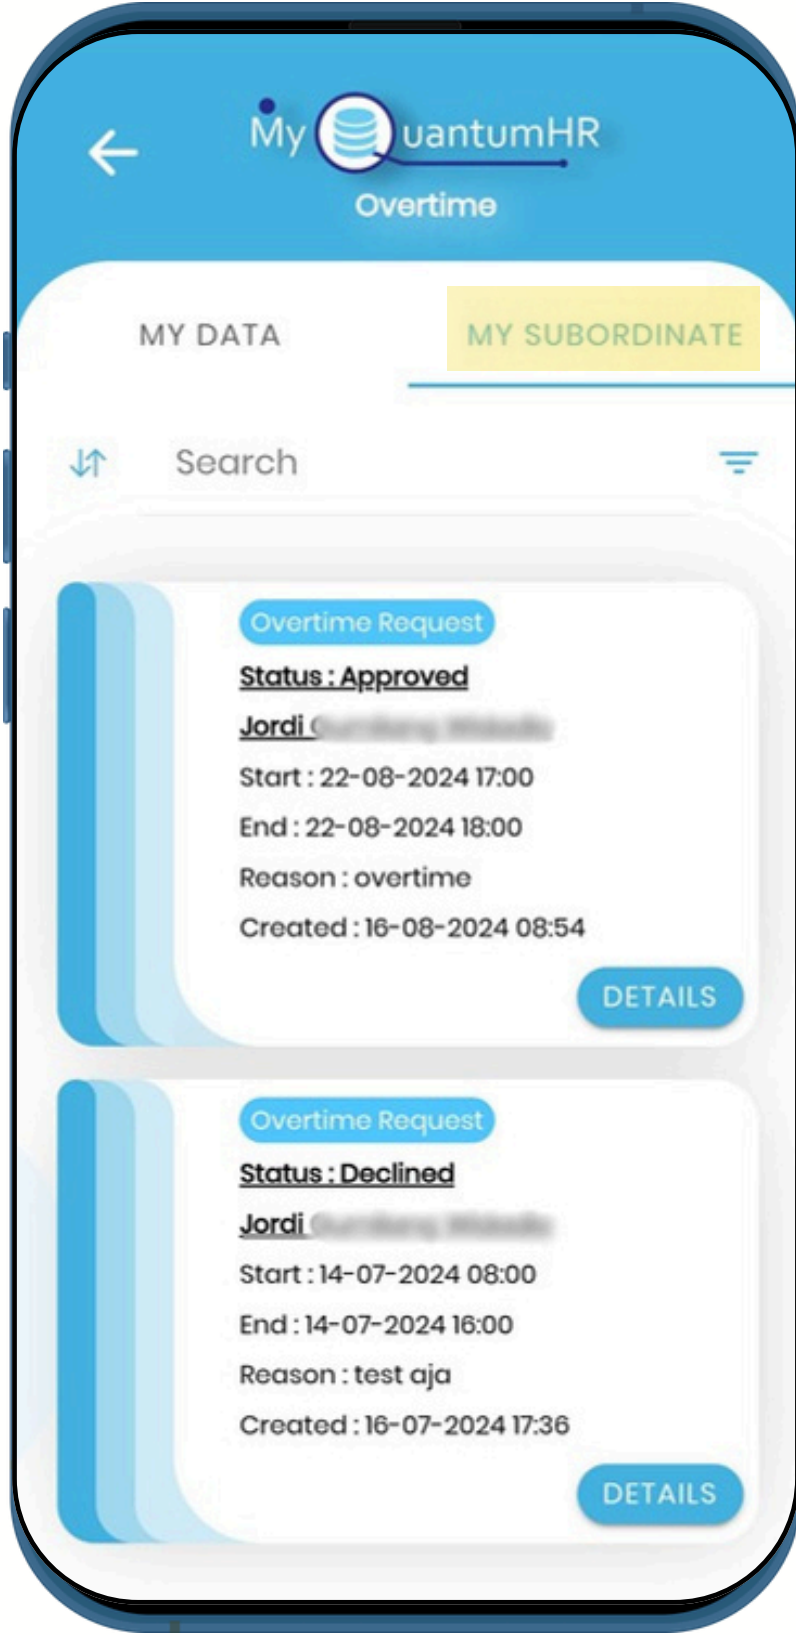 My QuantumHR
Overtime
MY DATA
MY SUBORDINATE
Search
Overtime Request
Status : Approved
Jordi
Start : 22-08-2024 17:00
End : 22-08-2024 18:00
Reason : overtime
Created : 16-08-2024 08:54
DETAILS
Overtime Request
Status : Declined
Jordi
Start : 14-07-2024 08:00
End : 14-07-2024 16:00
Reason : test aja
Created : 16-07-2024 17:36
DETAILS